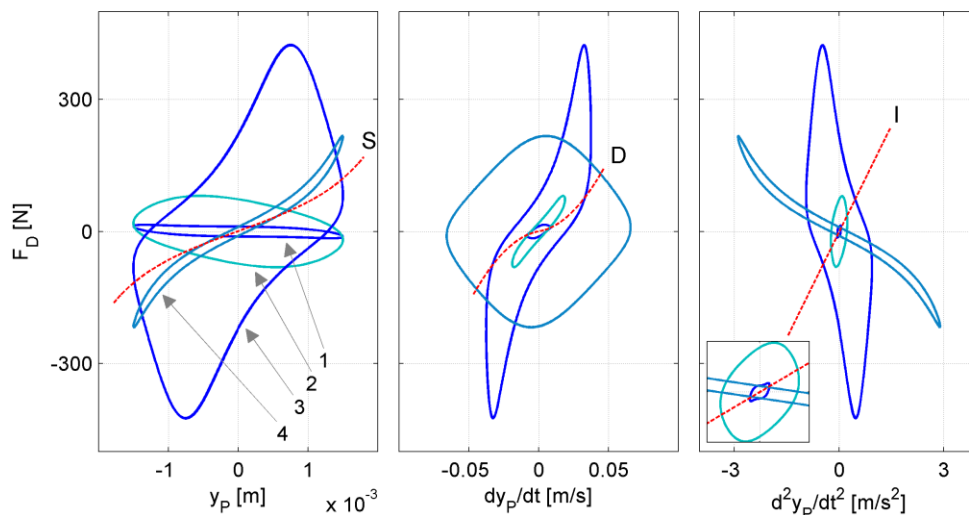 300
0
-300
F_D [N]
-1 0 1
y_P [m]
x 10^-3
S
1
2
3
4
-0.05 0 0.05
dy_P/dt [m/s]
D
-3 0 3
d^2y_P/dt^2 [m/s^2]
I